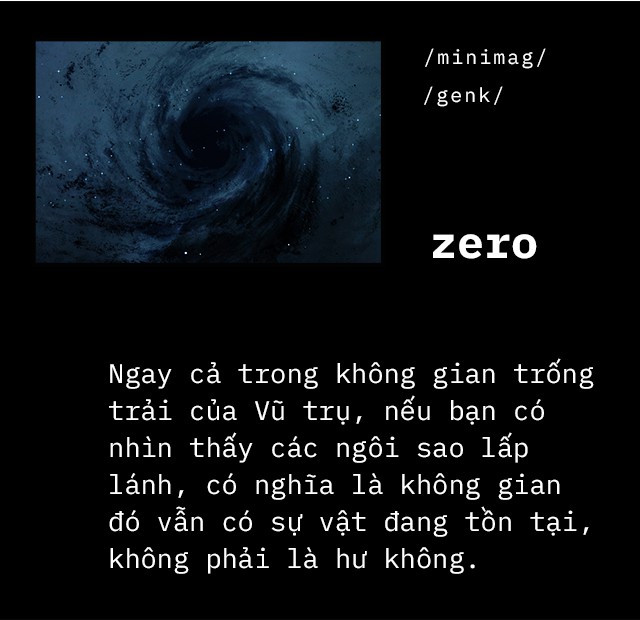 /minimag/
/genk/
zero
Ngay cả trong không gian trống
trải của Vũ trụ, nếu bạn có
nhìn thấy các ngôi sao lấp
lánh, có nghĩa là không gian
đó vẫn có sự vật đang tồn tại,
không phải là hư không.